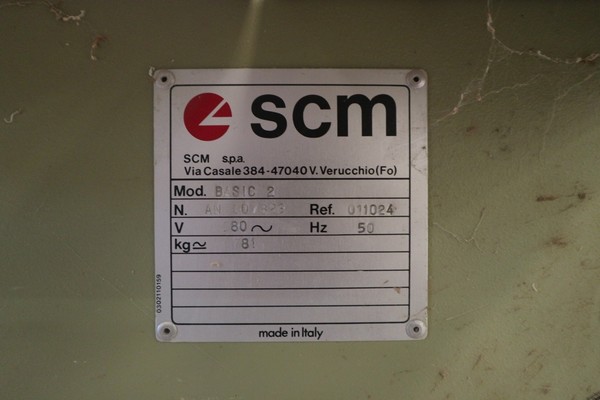 scm
SCM s.p.a.
Via Casale 384-47040 V. Verucchio (Fo)
Mod. BASIC 2
N. Ref. 011024
V 80 ~ Hz 50
kg ≃
0302110159
made in Italy